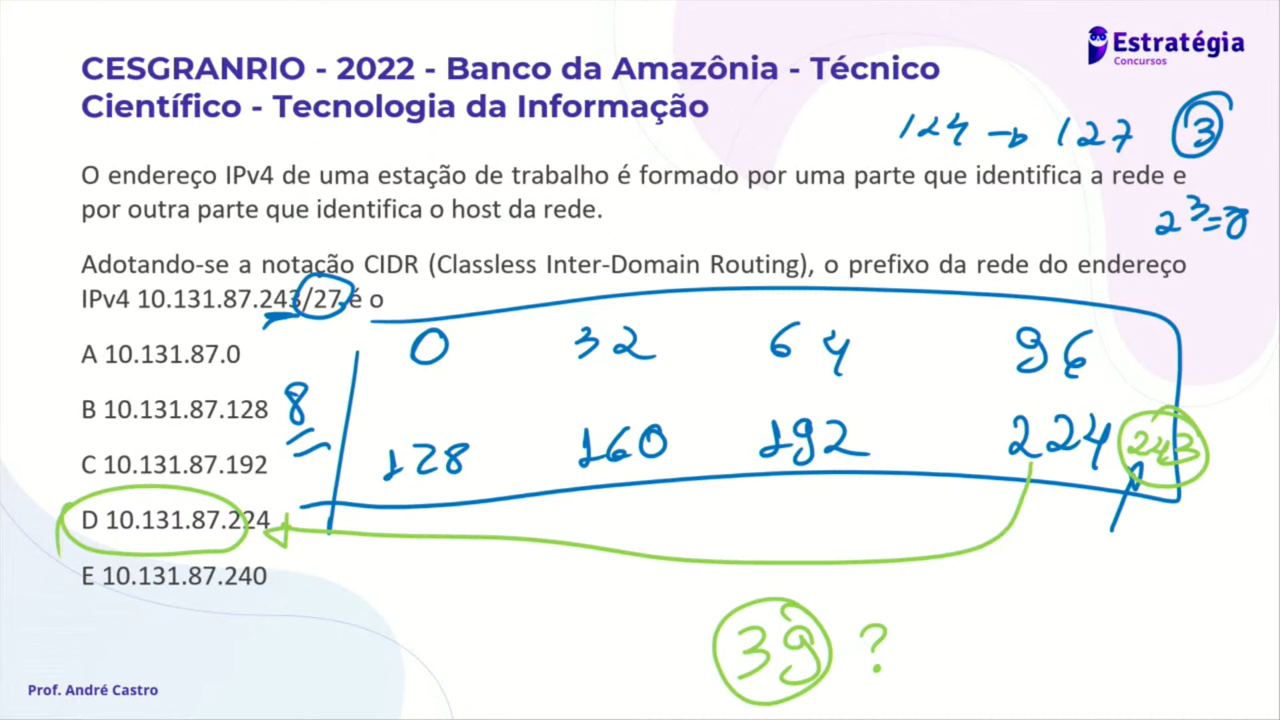 Estratégia
Concursos
CESGRANRIO - 2022 - Banco da Amazônia - Técnico
Científico - Tecnologia da Informação
124 → 127 3
O endereço IPv4 de uma estação de trabalho é formado por uma parte que identifica a rede e
por outra parte que identifica o host da rede.
2³=8
Adotando-se a notação CIDR (Classless Inter-Domain Routing), o prefixo da rede do endereço
IPv4 10.131.87.243/27 é o
0 32 64 96
A 10.131.87.0
8
B 10.131.87.128
128 160 192 224 243
C 10.131.87.192
D 10.131.87.224
E 10.131.87.240
39 ?
Prof. André Castro